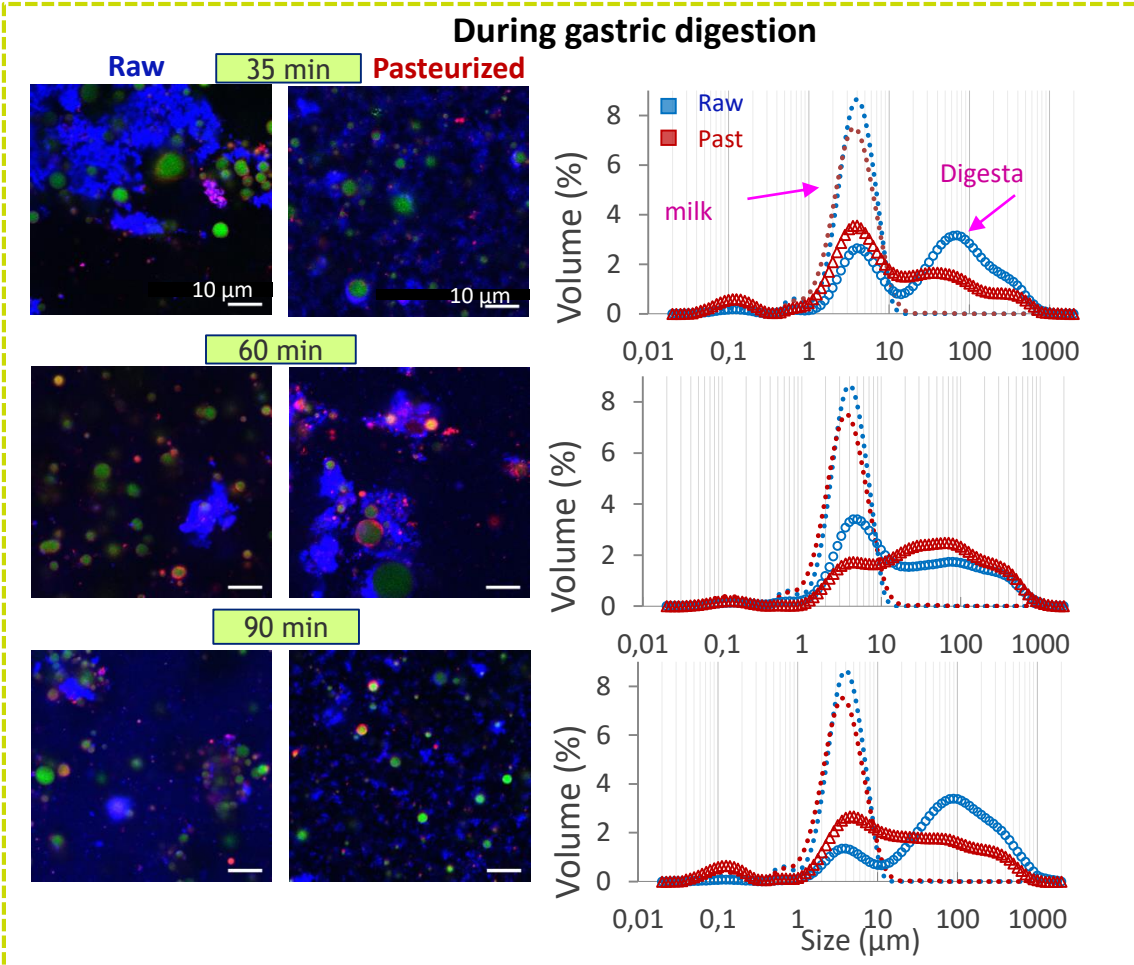 During gastric digestion
Raw 35 min Pasteurized
10 µm
10 µm
60 min
90 min
Volume (%)
8
6
4
2
0
Raw
Past
milk
Digesta
0,01 0,1 1 10 100 1000
Volume (%)
8
6
4
2
0
0,01 0,1 1 10 100 1000
Volume (%)
8
6
4
2
0
0,01 0,1 1 10 100 1000
Size (µm)